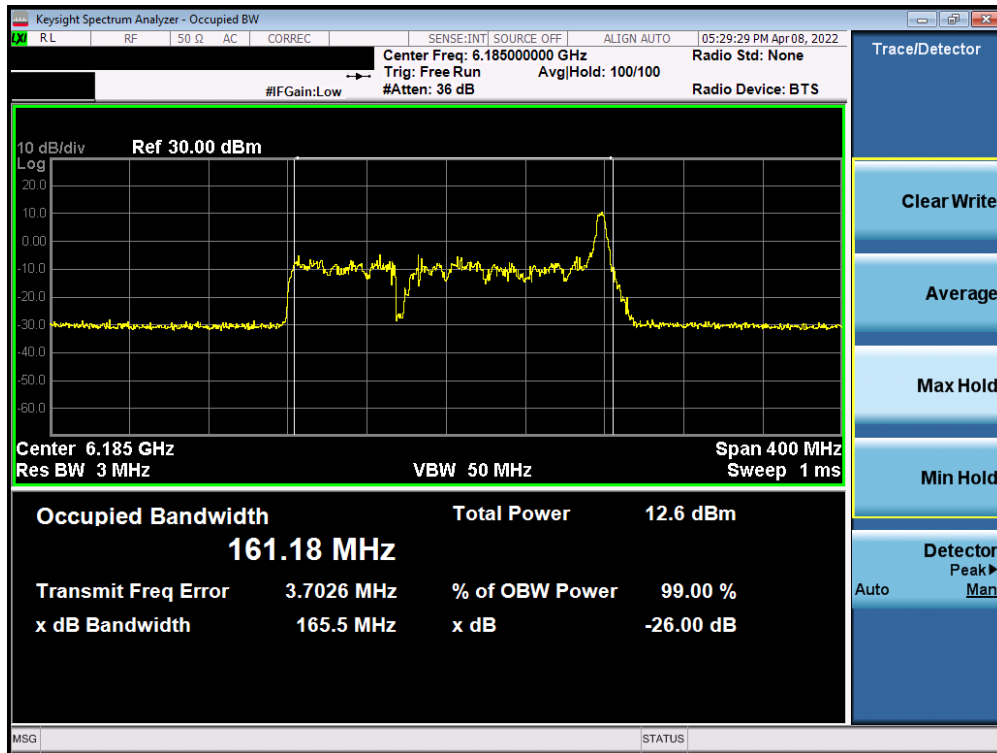 Keysight Spectrum Analyzer - Occupied BW
LXI RL RF 50 Ω AC CORREC SENSE:INT SOURCE OFF ALIGN AUTO 05:29:29 PM Apr 08, 2022
Center Freq: 6.185000000 GHz Radio Std: None
Trig: Free Run Avg|Hold: 100/100
#IFGain:Low #Atten: 36 dB Radio Device: BTS
Trace/Detector
10 dB/div Ref 30.00 dBm
Log
20.0
10.0
0.00
-10.0
-20.0
-30.0
-40.0
-50.0
-60.0
Center 6.185 GHz Span 400 MHz
Res BW 3 MHz VBW 50 MHz Sweep 1 ms
Occupied Bandwidth Total Power 12.6 dBm
161.18 MHz
Transmit Freq Error 3.7026 MHz % of OBW Power 99.00 %
x dB Bandwidth 165.5 MHz x dB -26.00 dB
Clear Write
Average
Max Hold
Min Hold
Detector
Peak▶
Auto Man
MSG STATUS